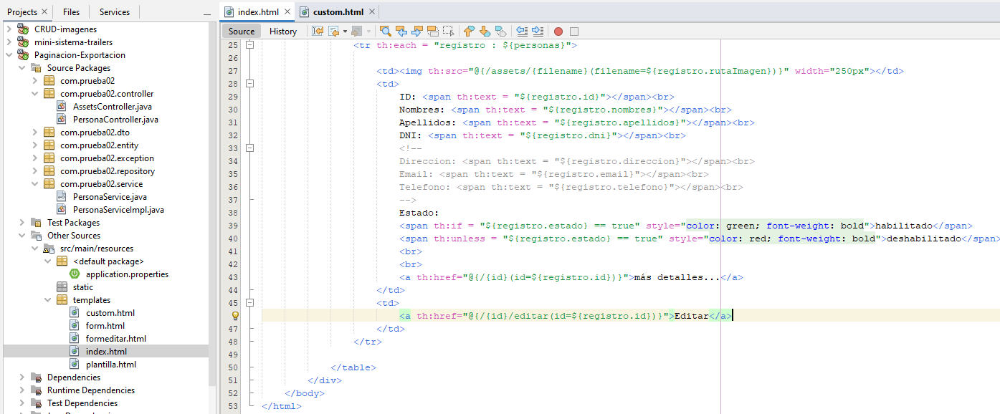 Projects
Files
Services
CRUD-imagenes
mini-sistema-trailers
Paginacion-Exportacion
Source Packages
com.prueba02
com.prueba02.controller
AssetsController.java
PersonaController.java
com.prueba02.dto
com.prueba02.entity
com.prueba02.exception
com.prueba02.repository
com.prueba02.service
PersonaService.java
PersonaServiceImpl.java
Test Packages
Other Sources
src/main/resources
<default package>
application.properties
static
templates
custom.html
form.html
formeditar.html
index.html
plantilla.html
Dependencies
Runtime Dependencies
Test Dependencies
index.html
custom.html
Source
History
25 <tr th:each = "registro : ${personas}">
26
27 <td><img th:src="@{/assets/{filename}(filename=${registro.rutaImagen})}" width="250px"></td>
28 <td>
29 ID: <span th:text = "${registro.id}"></span><br>
30 Nombres: <span th:text = "${registro.nombres}"></span><br>
31 Apellidos: <span th:text = "${registro.apellidos}"></span><br>
32 DNI: <span th:text = "${registro.dni}"></span><br>
33 <!--
34 Direccion: <span th:text = "${registro.direccion}"></span><br>
35 Email: <span th:text = "${registro.email}"></span><br>
36 Telefono: <span th:text = "${registro.telefono}"></span><br>
37 -->
38 Estado:
39 <span th:if = "${registro.estado} == true" style="color: green; font-weight: bold">habilitado</span>
40 <span th:unless = "${registro.estado} == true" style="color: red; font-weight: bold">deshabilitado</span>
41 <br>
42 <br>
43 <a th:href="@{/{id}(id=${registro.id})}">más detalles...</a>
44 </td>
45 <td>
<a th:href="@{/{id}/editar(id=${registro.id})}">Editar</a>
47 </td>
48 </tr>
49
50 </table>
51 </div>
52 </body>
53 </html>